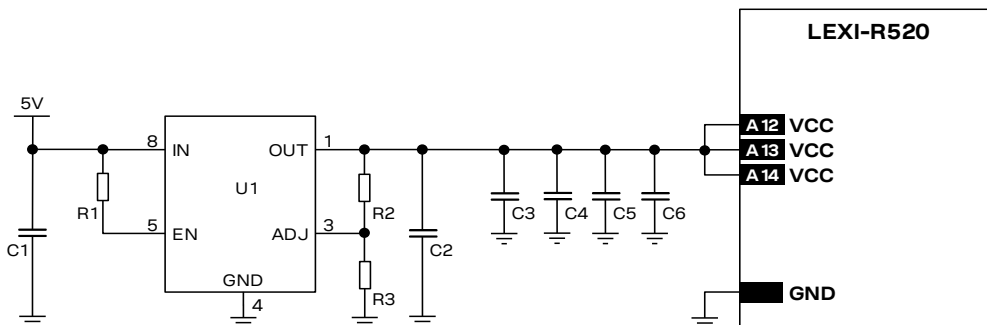 LEXI-R520
5V
A12 VCC
8 IN OUT 1
A13 VCC
A14 VCC
U1
R1 R2
C3 C4 C5 C6
5 EN ADJ 3
C1 C2
GND
R3
4
GND